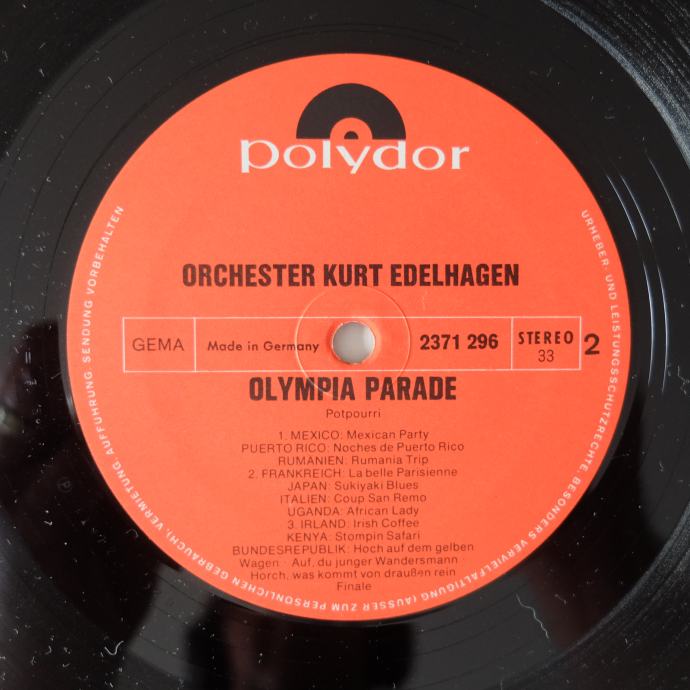 polydor
ORCHESTER KURT EDELHAGEN
GEMA
Made in Germany
2371 296
STEREO
33
2
OLYMPIA PARADE
Potpourri
1. MEXICO: Mexican Party
PUERTO RICO: Noches de Puerto Rico
RUMÄNIEN: Rumania Trip
2. FRANKREICH: La belle Parisienne
JAPAN: Sukiyaki Blues
ITALIEN: Coup San Remo
UGANDA: African Lady
3. IRLAND: Irish Coffee
KENYA: Stompin Safari
BUNDESREPUBLIK: Hoch auf dem gelben
Wagen · Auf, du junger Wandersmann
Horch, was kommt von draußen rein
Finale
URHEBER- UND LEISTUNGSSCHUTZRECHTE, BESONDERS VERVIELFÄLTIGUNG (AUSSER ZUM PERSÖNLICHEN GEBRAUCH), VERMIETUNG, AUFFÜHRUNG, SENDUNG VORBEHALTEN